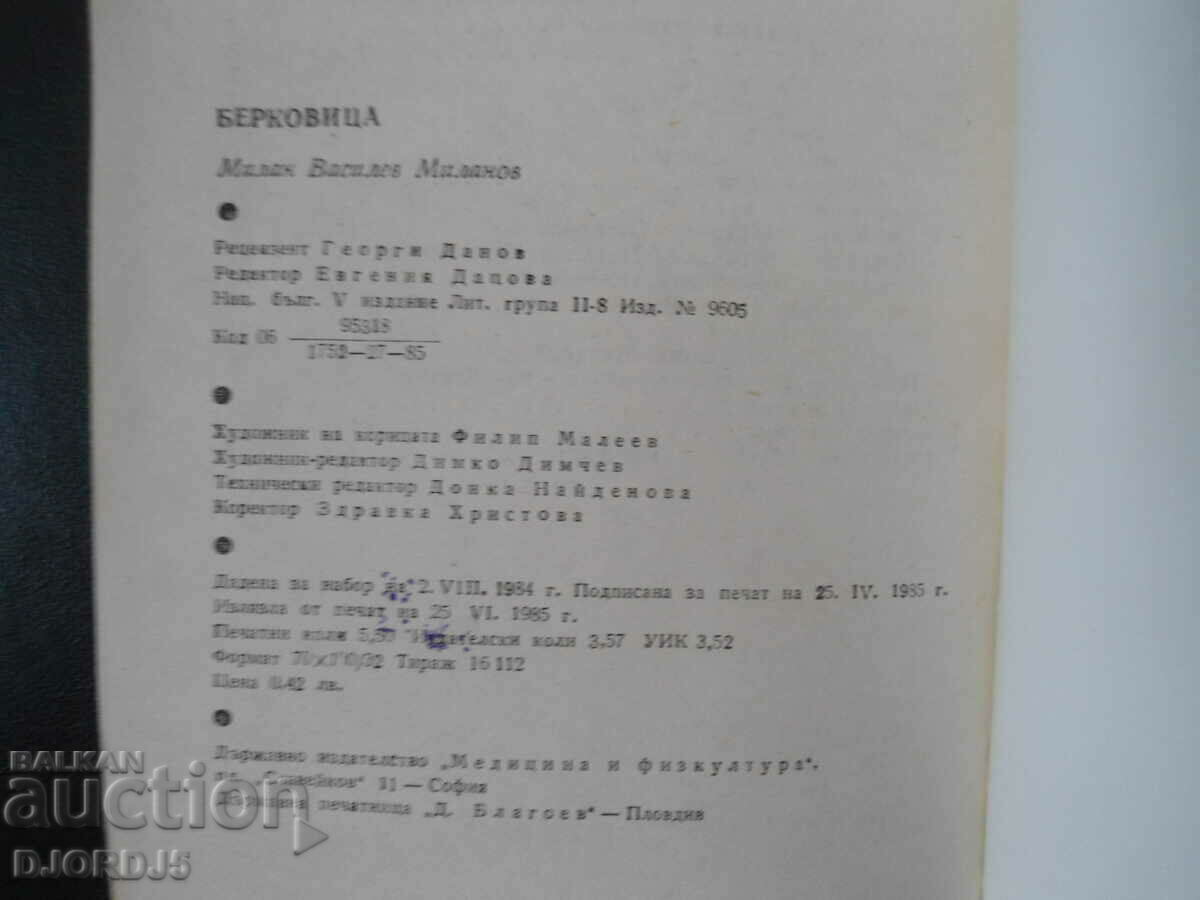 БЕРКОВИЦА
Милан Василев Миланов
Рецензент Георги Данов
Редактор Евгения Дапова
Нац. бълг. V издание Лит. група II-8 Изд. № 9605
Код 06 95318
1752—27—85
Художник на корицата Филип Малеев
Художник-редактор Димко Димчев
Технически редактор Донка Найденова
Коректор Здравка Христова
Дадена за набор на 2. VIII. 1984 г. Подписана за печат на 25. IV. 1985 г.
Излязла от печат на 25 VI. 1985 г.
Печатни коли Издателски коли 3,57 УИК 3,52
Формат Тираж 16 112
Цена 0,42 лв.
Държавно издателство „Медицина и физкултура“,
пл. „Славейков“ 11 — София
Държавна печатница „Д. Благоев“ — Пловдив
BALKAN
auction
DJORDJ5